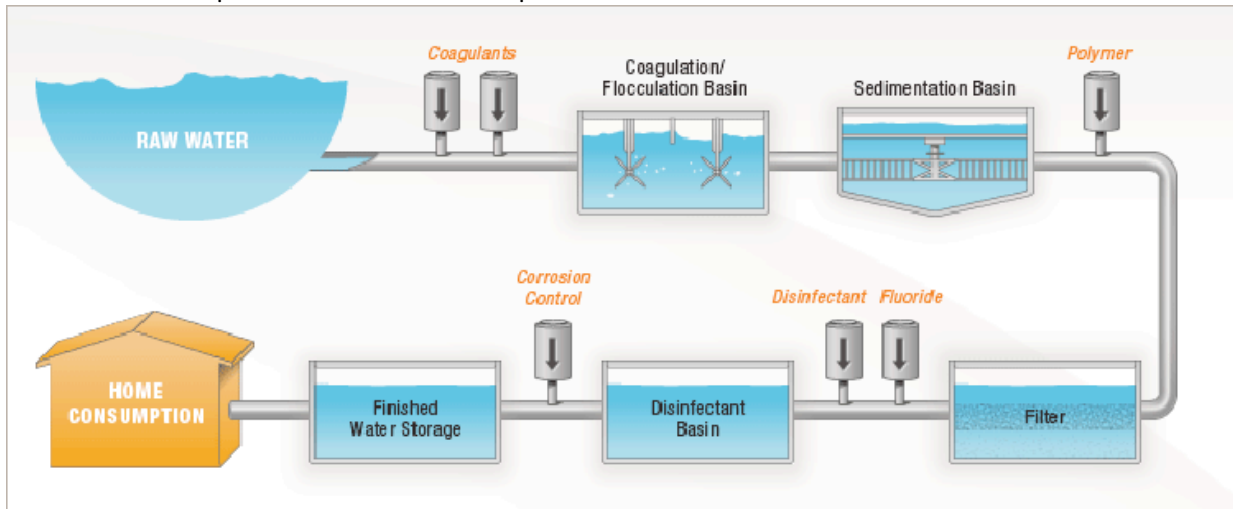 Coagulants
Coagulation/
Flocculation Basin
Sedimentation Basin
Polymer
RAW WATER
Corrosion
Control
Disinfectant
Fluoride
HOME
CONSUMPTION
Finished
Water Storage
Disinfectant
Basin
Filter